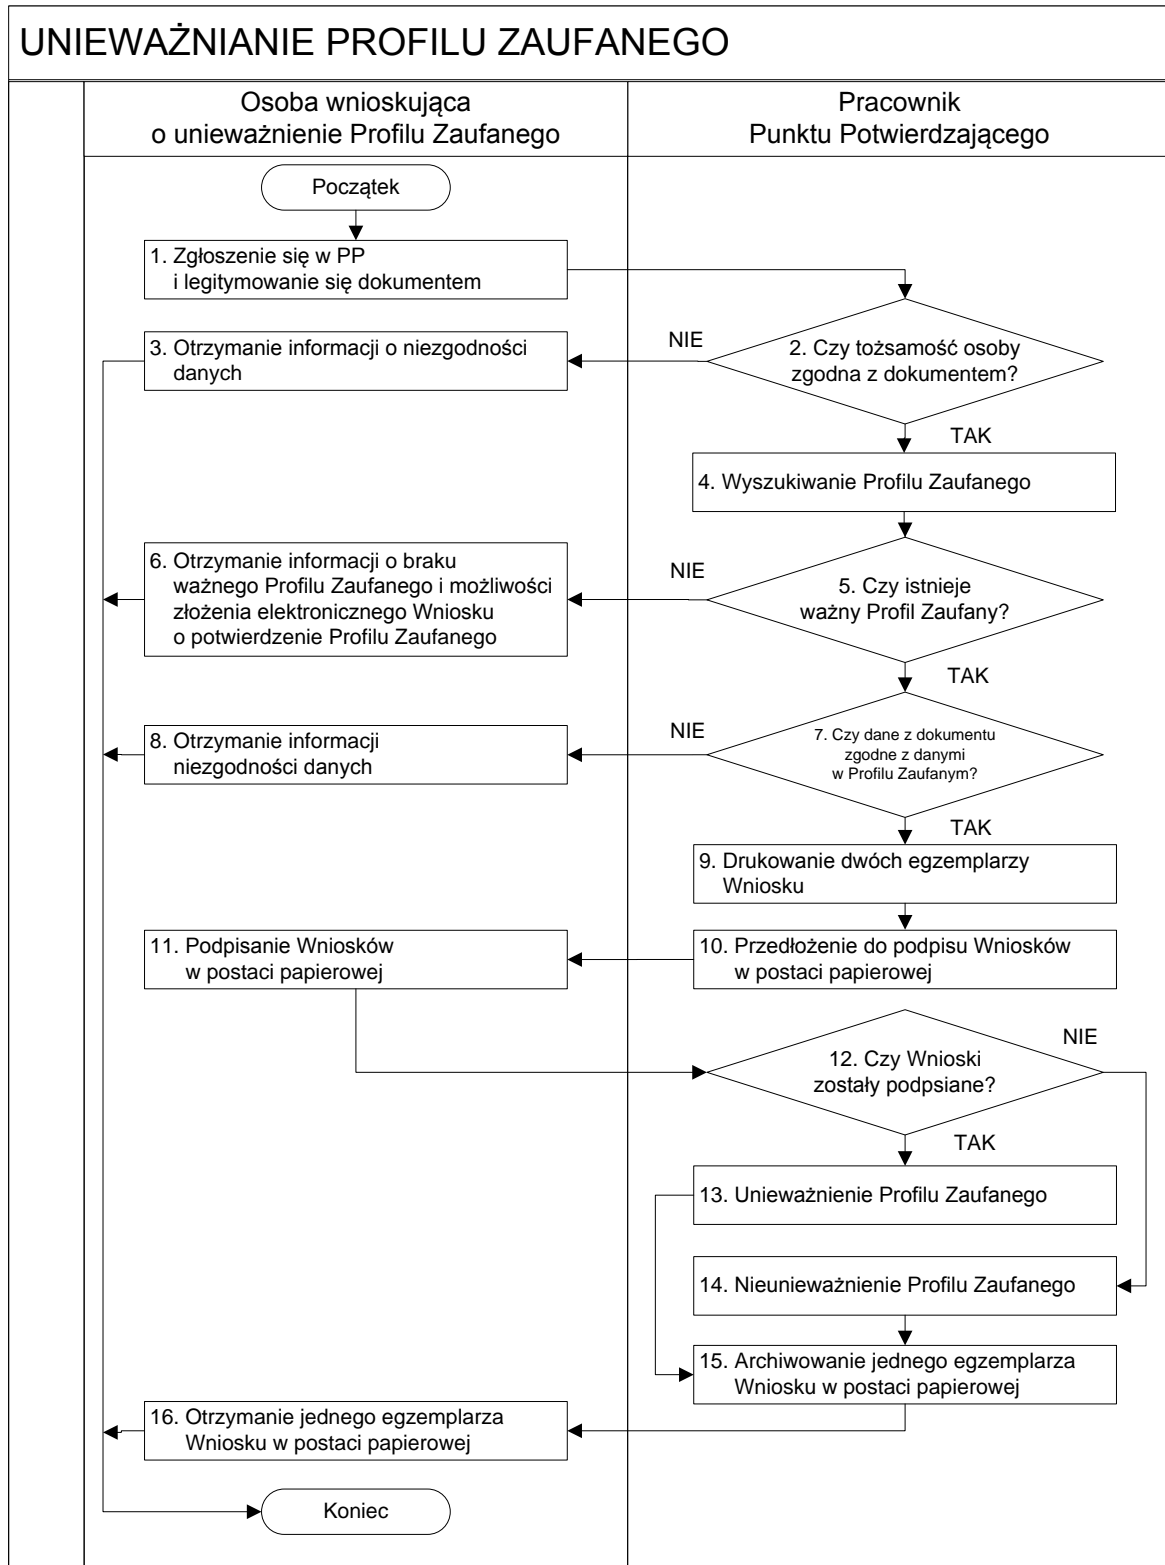 UNIEWAŻNIANIE PROFILU ZAUFANEGO
Osoba wnioskująca
o unieważnienie Profilu Zaufanego
Pracownik
Punktu Potwierdzającego
Początek
1. Zgłoszenie się w PP
i legitymowanie się dokumentem
2. Czy tożsamość osoby
zgodna z dokumentem?
NIE
3. Otrzymanie informacji o niezgodności
danych
TAK
4. Wyszukiwanie Profilu Zaufanego
5. Czy istnieje
ważny Profil Zaufany?
NIE
6. Otrzymanie informacji o braku
ważnego Profilu Zaufanego i możliwości
złożenia elektronicznego Wniosku
o potwierdzenie Profilu Zaufanego
TAK
7. Czy dane z dokumentu
zgodne z danymi
w Profilu Zaufanym?
NIE
8. Otrzymanie informacji
niezgodności danych
TAK
9. Drukowanie dwóch egzemplarzy
Wniosku
10. Przedłożenie do podpisu Wniosków
w postaci papierowej
11. Podpisanie Wniosków
w postaci papierowej
12. Czy Wnioski
zostały podpsiane?
NIE
TAK
13. Unieważnienie Profilu Zaufanego
14. Nieunieważnienie Profilu Zaufanego
15. Archiwowanie jednego egzemplarza
Wniosku w postaci papierowej
16. Otrzymanie jednego egzemplarza
Wniosku w postaci papierowej
Koniec